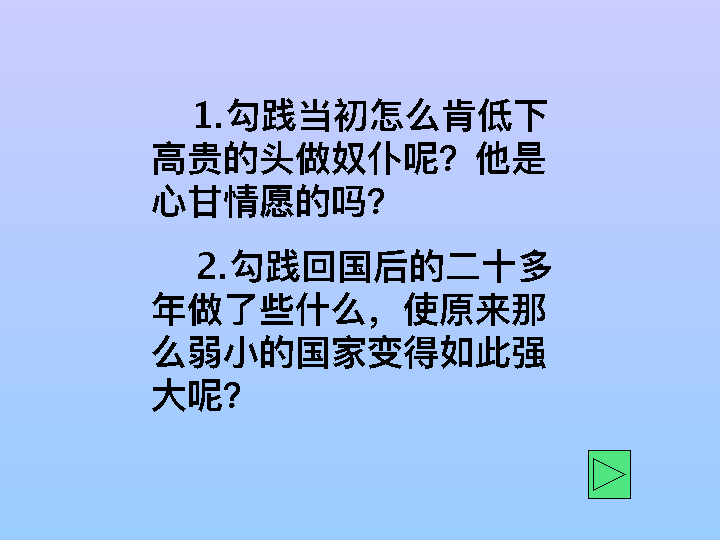 1.勾践当初怎么肯低下
高贵的头做奴仆呢？他是
心甘情愿的吗？
2.勾践回国后的二十多
年做了些什么，使原来那
么弱小的国家变得如此强
大呢？